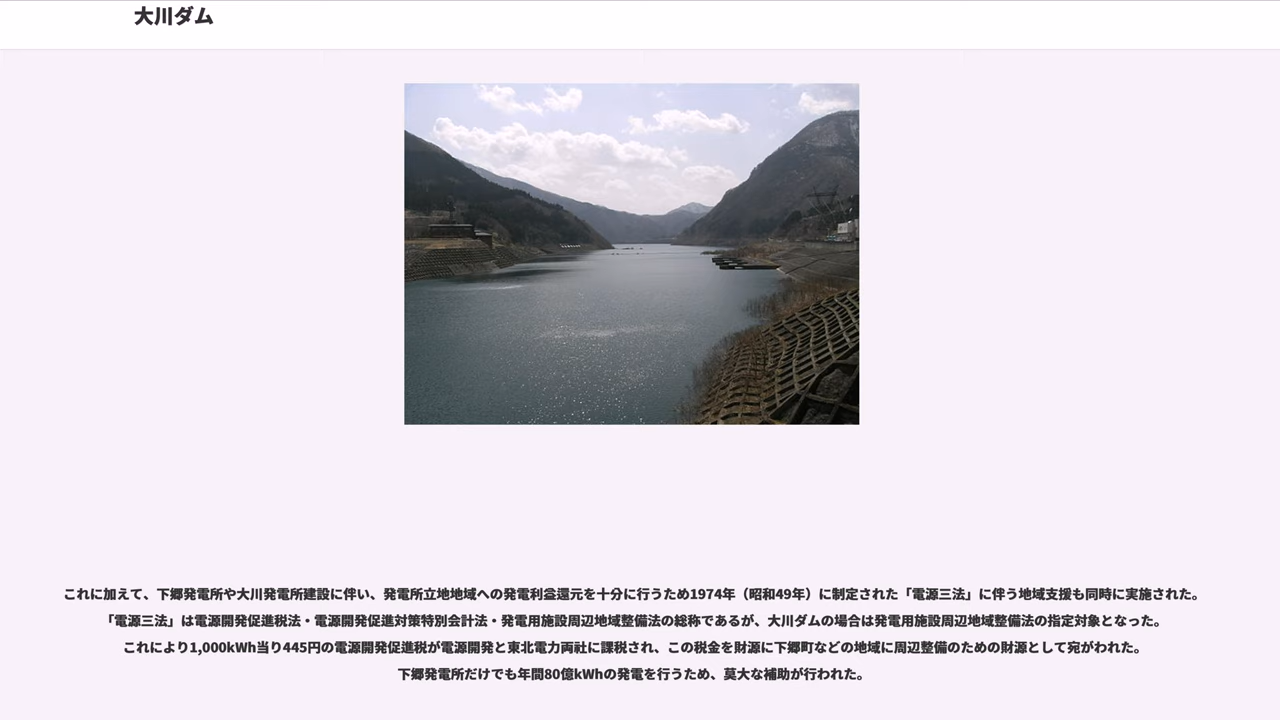 大川ダム
これに加えて、下郷発電所や大川発電所建設に伴い、発電所立地地域への発電利益還元を十分に行うため1974年（昭和49年）に制定された「電源三法」に伴う地域支援も同時に実施された。
「電源三法」は電源開発促進税法・電源開発促進対策特別会計法・発電用施設周辺地域整備法の総称であるが、大川ダムの場合は発電用施設周辺地域整備法の指定対象となった。
これにより1,000kWh当り445円の電源開発促進税が電源開発と東北電力両社に課税され、この税金を財源に下郷町などの地域に周辺整備のための財源として宛がわれた。
下郷発電所だけでも年間80億kWhの発電を行うため、莫大な補助が行われた。